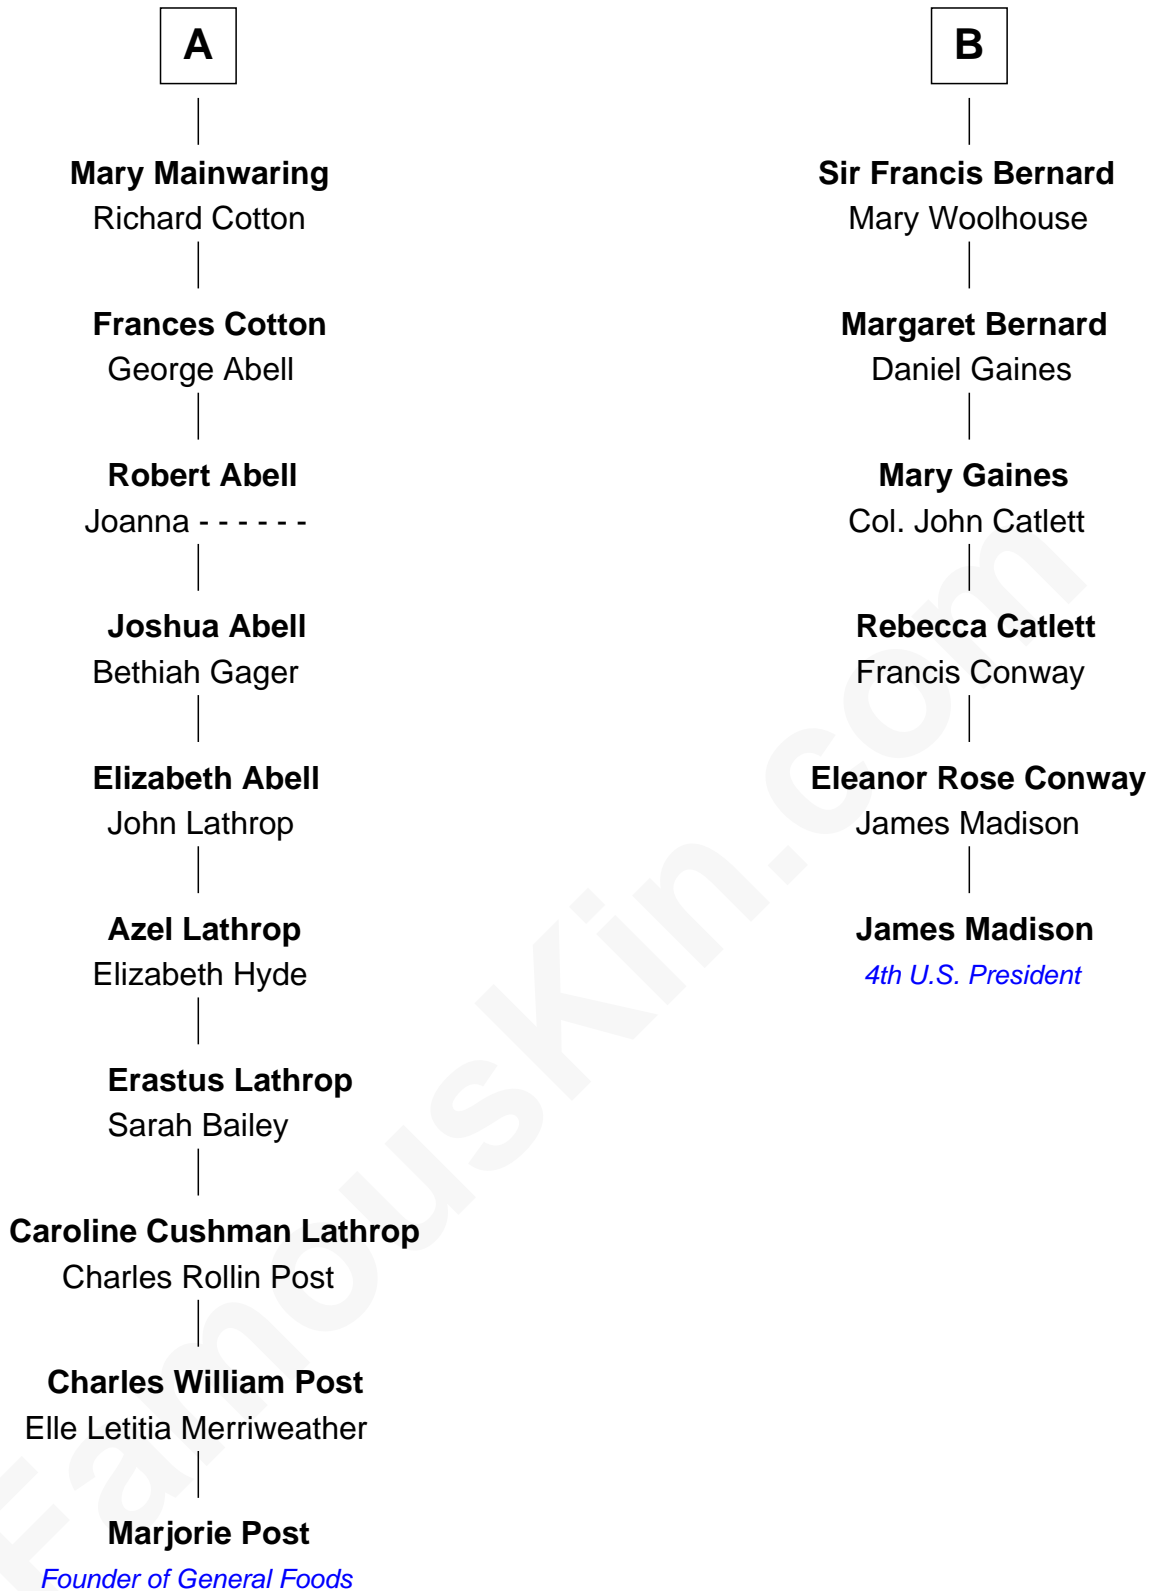 A
Mary Mainwaring
Richard Cotton
Frances Cotton
George Abell
Robert Abell
Joanna - - - - - -
Joshua Abell
Bethiah Gager
Elizabeth Abell
John Lathrop
Azel Lathrop
Elizabeth Hyde
Erastus Lathrop
Sarah Bailey
Caroline Cushman Lathrop
Charles Rollin Post
Charles William Post
Elle Letitia Merriweather
Marjorie Post
Founder of General Foods
B
Sir Francis Bernard
Mary Woolhouse
Margaret Bernard
Daniel Gaines
Mary Gaines
Col. John Catlett
Rebecca Catlett
Francis Conway
Eleanor Rose Conway
James Madison
James Madison
4th U.S. President
FamousKin.com